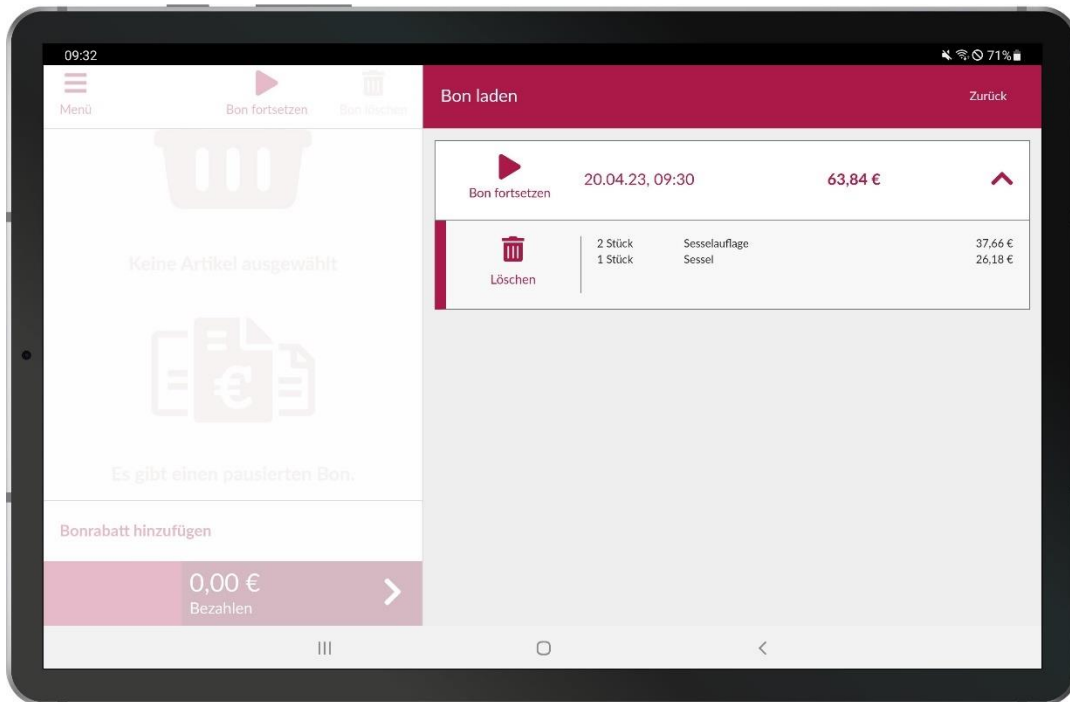 09:32
71%
Menü
Bon fortsetzen
Bon löschen
Bon laden
Zurück
Keine Artikel ausgewählt
Es gibt einen pausierten Bon.
Bonrabatt hinzufügen
0,00 €
Bezahlen
Bon fortsetzen
20.04.23, 09:30
63,84 €
Löschen
2 Stück Sesselauflage 37,66 €
1 Stück Sessel 26,18 €